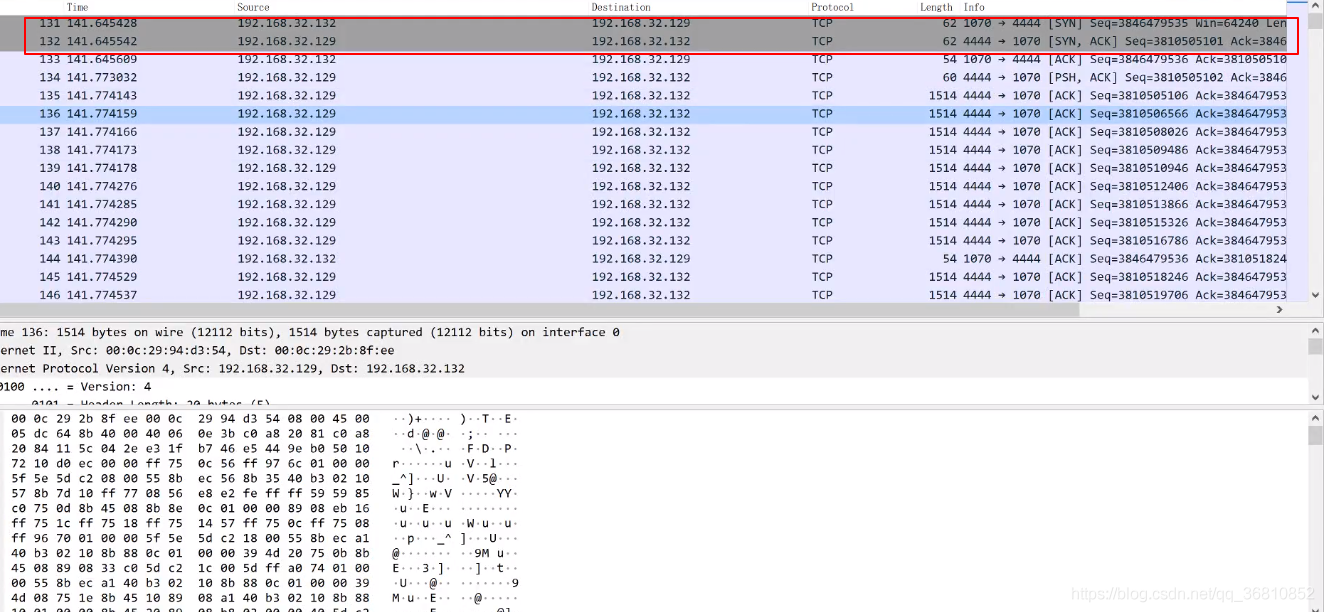 Time Source Destination Protocol Length Info
131 141.645428 192.168.32.132 192.168.32.129 TCP 62 1070 → 4444 [SYN] Seq=3846479535 Win=64240 Len
132 141.645542 192.168.32.129 192.168.32.132 TCP 62 4444 → 1070 [SYN, ACK] Seq=3810505101 Ack=3846
133 141.645609 192.168.32.132 192.168.32.129 TCP 54 1070 → 4444 [ACK] Seq=3846479536 Ack=381050510
134 141.773032 192.168.32.129 192.168.32.132 TCP 60 4444 → 1070 [PSH, ACK] Seq=3810505102 Ack=3846
135 141.774143 192.168.32.129 192.168.32.132 TCP 1514 4444 → 1070 [ACK] Seq=3810505106 Ack=384647953
136 141.774159 192.168.32.129 192.168.32.132 TCP 1514 4444 → 1070 [ACK] Seq=3810506566 Ack=384647953
137 141.774166 192.168.32.129 192.168.32.132 TCP 1514 4444 → 1070 [ACK] Seq=3810508026 Ack=384647953
138 141.774173 192.168.32.129 192.168.32.132 TCP 1514 4444 → 1070 [ACK] Seq=3810509486 Ack=384647953
139 141.774178 192.168.32.129 192.168.32.132 TCP 1514 4444 → 1070 [ACK] Seq=3810510946 Ack=384647953
140 141.774276 192.168.32.129 192.168.32.132 TCP 1514 4444 → 1070 [ACK] Seq=3810512406 Ack=384647953
141 141.774285 192.168.32.129 192.168.32.132 TCP 1514 4444 → 1070 [ACK] Seq=3810513866 Ack=384647953
142 141.774290 192.168.32.129 192.168.32.132 TCP 1514 4444 → 1070 [ACK] Seq=3810515326 Ack=384647953
143 141.774295 192.168.32.129 192.168.32.132 TCP 1514 4444 → 1070 [ACK] Seq=3810516786 Ack=384647953
144 141.774390 192.168.32.132 192.168.32.129 TCP 54 1070 → 4444 [ACK] Seq=3846479536 Ack=381051824
145 141.774529 192.168.32.129 192.168.32.132 TCP 1514 4444 → 1070 [ACK] Seq=3810518246 Ack=384647953
146 141.774537 192.168.32.129 192.168.32.132 TCP 1514 4444 → 1070 [ACK] Seq=3810519706 Ack=384647953
me 136: 1514 bytes on wire (12112 bits), 1514 bytes captured (12112 bits) on interface 0
ernet II, Src: 00:0c:29:94:d3:54, Dst: 00:0c:29:2b:8f:ee
ernet Protocol Version 4, Src: 192.168.32.129, Dst: 192.168.32.132
0100 .... = Version: 4
.... 0101 = Header Length: 20 bytes (5)
00 0c 29 2b 8f ee 00 0c 29 94 d3 54 08 00 45 00 ··)+···· )··T··E·
05 dc 64 8b 40 00 40 06 0e 3b c0 a8 20 81 c0 a8 ··d·@·@· ·;·· ···
20 84 11 5c 04 2e e3 1f b7 46 e5 44 9e b0 50 10 ··\·.·· ·F·D··P·
72 10 d0 ec 00 00 ff 75 0c 56 ff 97 6c 01 00 00 r······u ·V··l···
5f 5e 5d c2 08 00 55 8b ec 56 8b 35 40 b3 02 10 _^]···U· ·V·5@···
57 8b 7d 10 ff 77 08 56 e8 e2 fe ff ff 59 59 85 W·}··w·V ·····YY·
c0 75 0d 8b 45 08 8b 8e 0c 01 00 00 89 08 eb 16 ·u··E··· ········
ff 75 1c ff 75 18 ff 75 14 57 ff 75 0c ff 75 08 ·u··u··u ·W·u··u·
ff 96 70 01 00 00 5f 5e 5d c2 18 00 55 8b ec a1 ··p···_^ ]···U···
40 b3 02 10 8b 88 0c 01 00 00 39 4d 20 75 0b 8b @······· ··9M u··
45 08 89 08 33 c0 5d c2 1c 00 5d ff a0 74 01 00 E···3·]· ··]··t··
00 55 8b ec a1 40 b3 02 10 8b 88 0c 01 00 00 39 ·U···@·· ·······9
4d 08 75 1e 8b 45 10 89 08 a1 40 b3 02 10 8b 88 M·u··E·· ··@·····
https://blog.csdn.net/qq_36810852